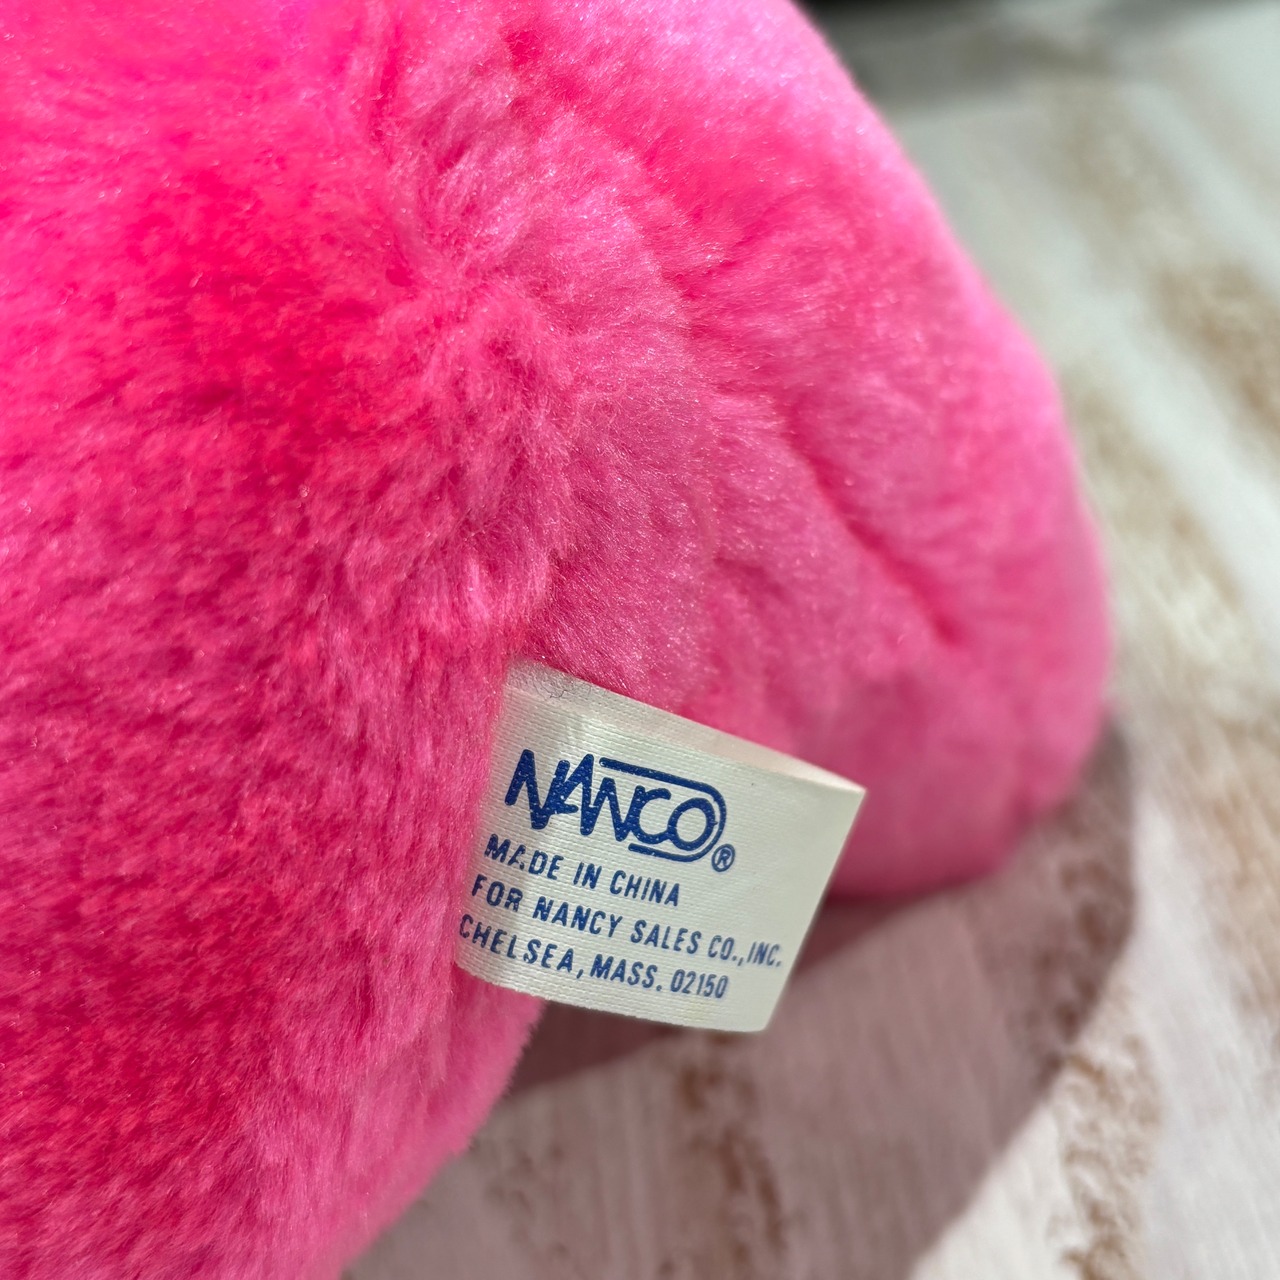 NANCO®
MADE IN CHINA
FOR NANCY SALES CO., INC.
CHELSEA, MASS. 02150